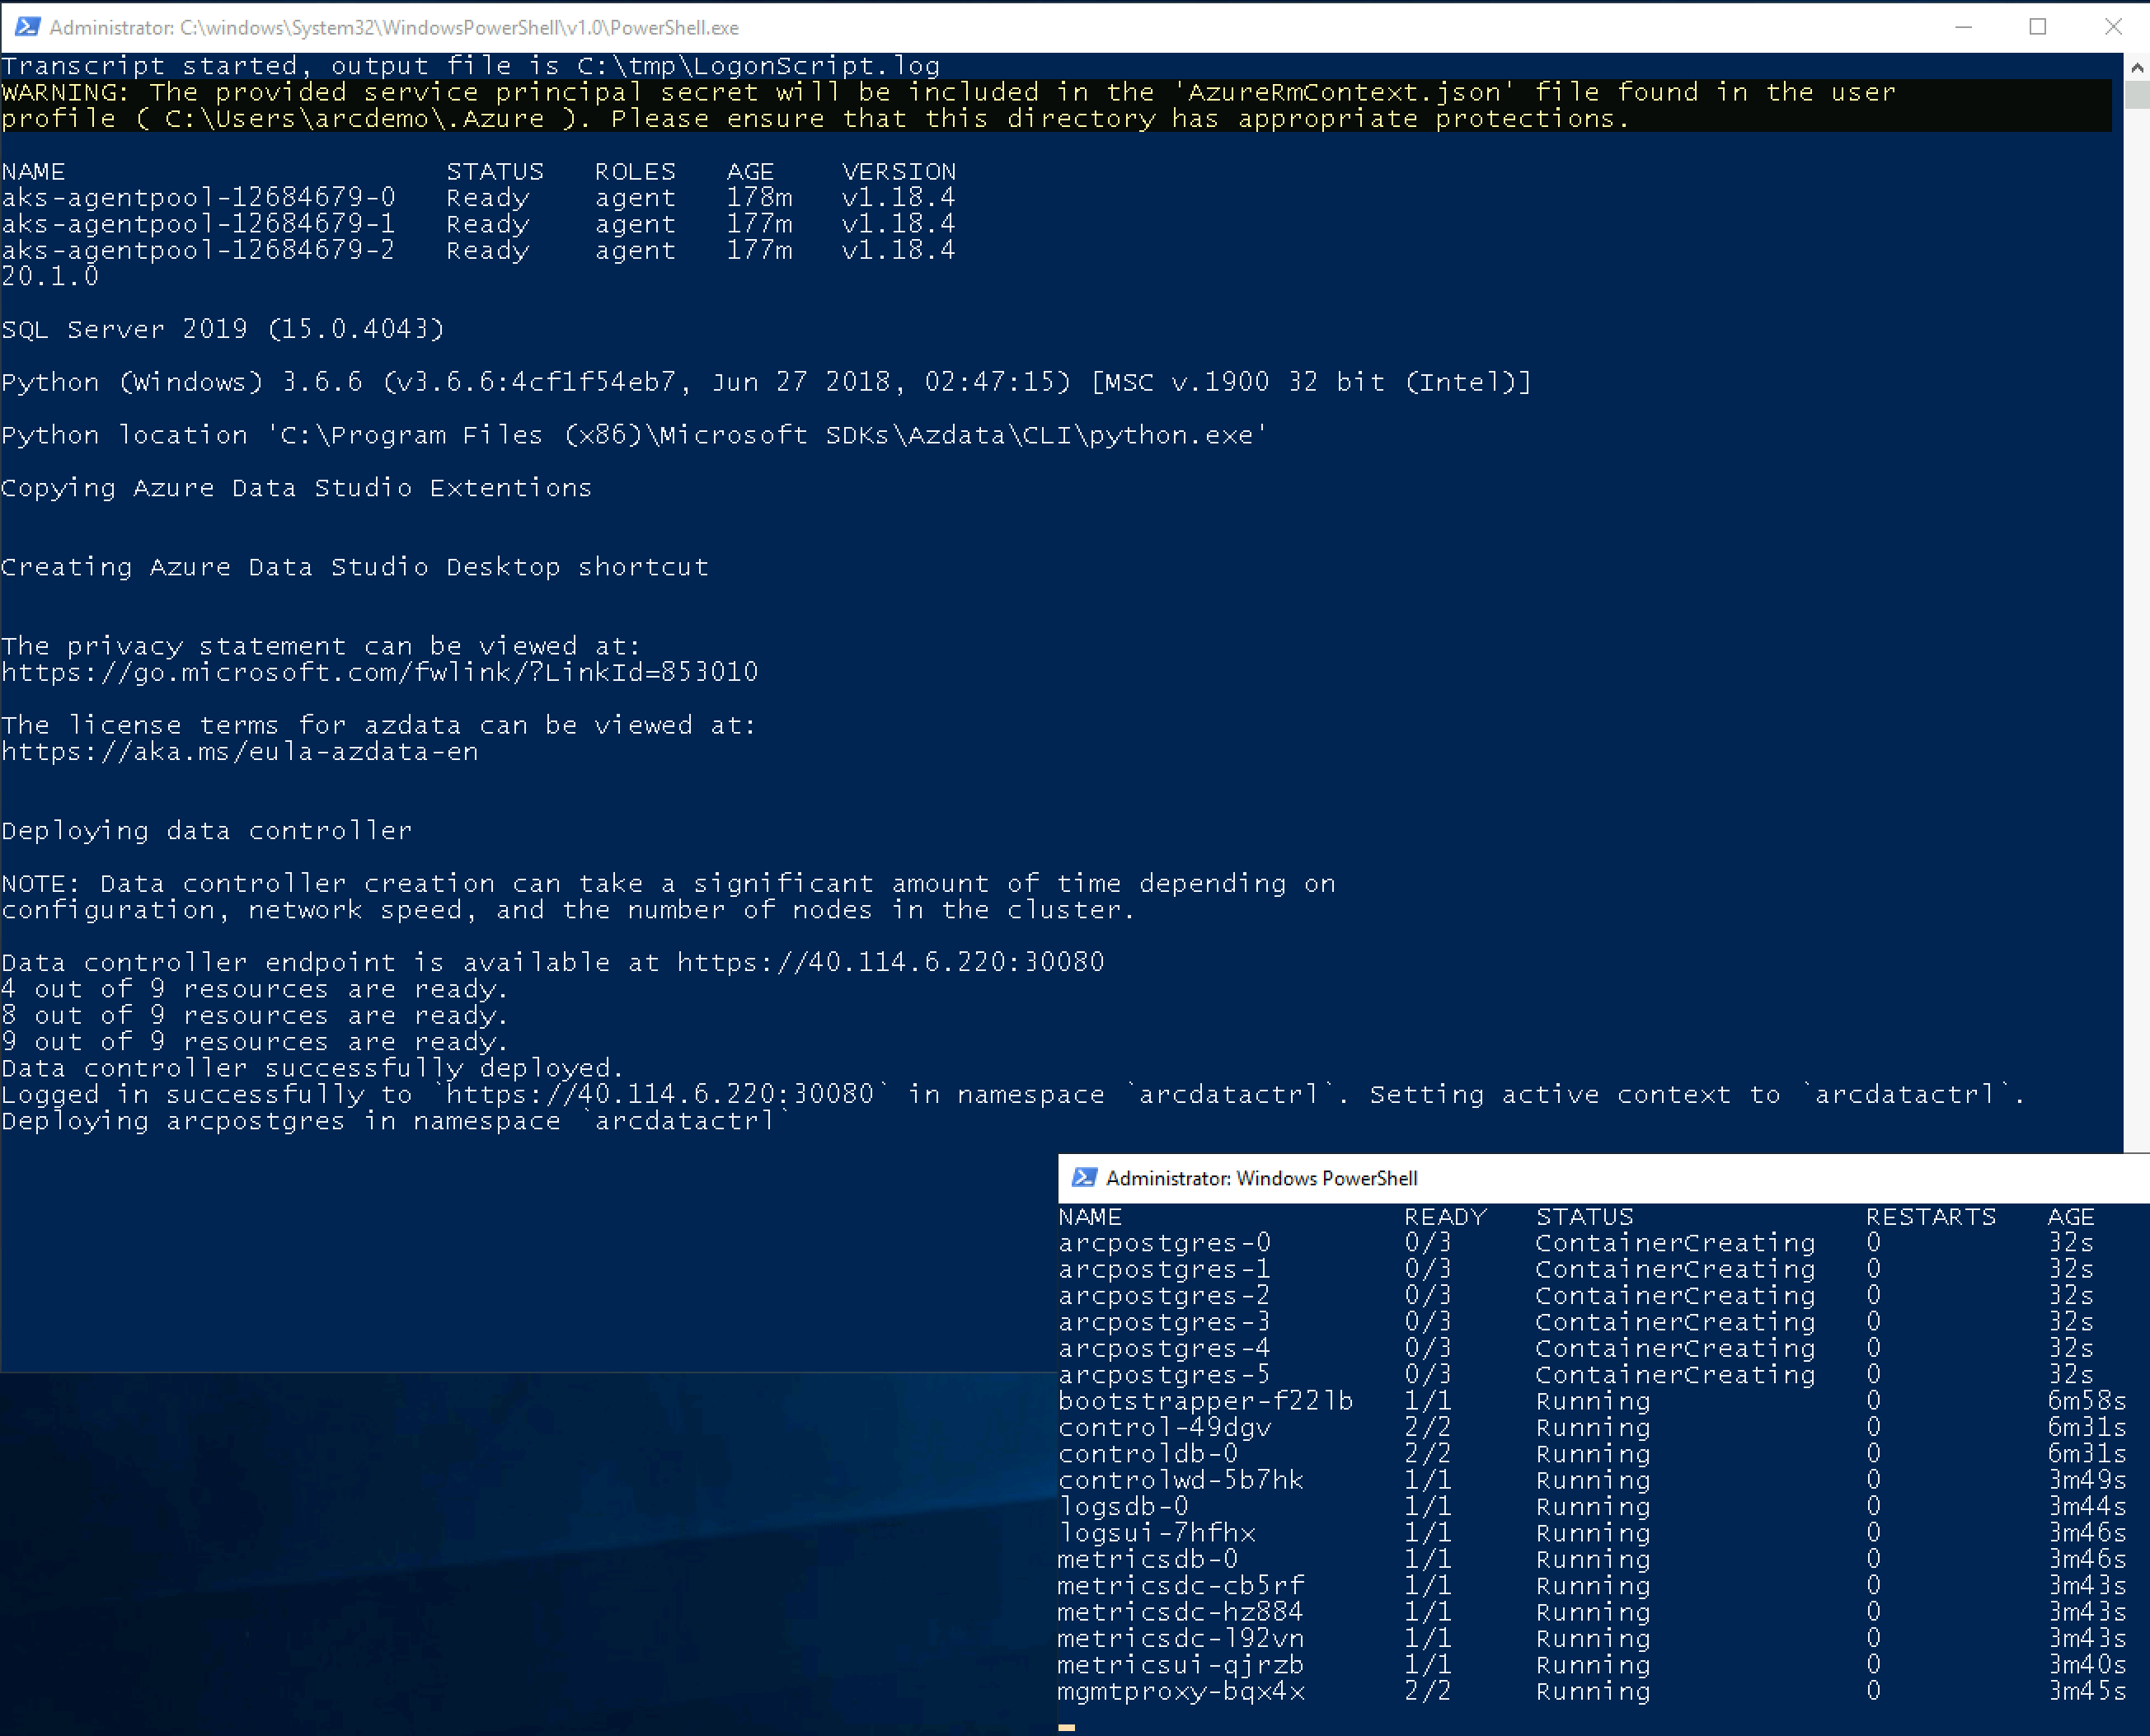 Administrator: C:\windows\System32\WindowsPowerShell\v1.0\PowerShell.exe
Transcript started, output file is C:\tmp\LogonScript.log
WARNING: The provided service principal secret will be included in the 'AzureRmContext.json' file found in the user
profile ( C:\Users\arcdemo\.Azure ). Please ensure that this directory has appropriate protections.
NAME STATUS ROLES AGE VERSION
aks-agentpool-12684679-0 Ready agent 178m v1.18.4
aks-agentpool-12684679-1 Ready agent 177m v1.18.4
aks-agentpool-12684679-2 Ready agent 177m v1.18.4
20.1.0
SQL Server 2019 (15.0.4043)
Python (Windows) 3.6.6 (v3.6.6:4cf1f54eb7, Jun 27 2018, 02:47:15) [MSC v.1900 32 bit (Intel)]
Python location 'C:\Program Files (x86)\Microsoft SDKs\Azdata\CLI\python.exe'
Copying Azure Data Studio Extentions
Creating Azure Data Studio Desktop shortcut
The privacy statement can be viewed at:
https://go.microsoft.com/fwlink/?LinkId=853010
The license terms for azdata can be viewed at:
https://aka.ms/eula-azdata-en
Deploying data controller
NOTE: Data controller creation can take a significant amount of time depending on
configuration, network speed, and the number of nodes in the cluster.
Data controller endpoint is available at https://40.114.6.220:30080
4 out of 9 resources are ready.
8 out of 9 resources are ready.
9 out of 9 resources are ready.
Data controller successfully deployed.
Logged in successfully to `https://40.114.6.220:30080` in namespace `arcdatactrl`. Setting active context to `arcdatactrl`.
Deploying arcpostgres in namespace `arcdatactrl`
Administrator: Windows PowerShell
NAME READY STATUS RESTARTS AGE
arcpostgres-0 0/3 ContainerCreating 0 32s
arcpostgres-1 0/3 ContainerCreating 0 32s
arcpostgres-2 0/3 ContainerCreating 0 32s
arcpostgres-3 0/3 ContainerCreating 0 32s
arcpostgres-4 0/3 ContainerCreating 0 32s
arcpostgres-5 0/3 ContainerCreating 0 32s
bootstrapper-f22lb 1/1 Running 0 6m58s
control-49dgv 2/2 Running 0 6m31s
controldb-0 2/2 Running 0 6m31s
controlwd-5b7hk 1/1 Running 0 3m49s
logsdb-0 1/1 Running 0 3m44s
logsui-7hfhx 1/1 Running 0 3m46s
metricsdb-0 1/1 Running 0 3m46s
metricsdc-cb5rf 1/1 Running 0 3m43s
metricsdc-hz884 1/1 Running 0 3m43s
metricsdc-l92vn 1/1 Running 0 3m43s
metricsui-qjrzb 1/1 Running 0 3m40s
mgmtproxy-bqx4x 2/2 Running 0 3m45s